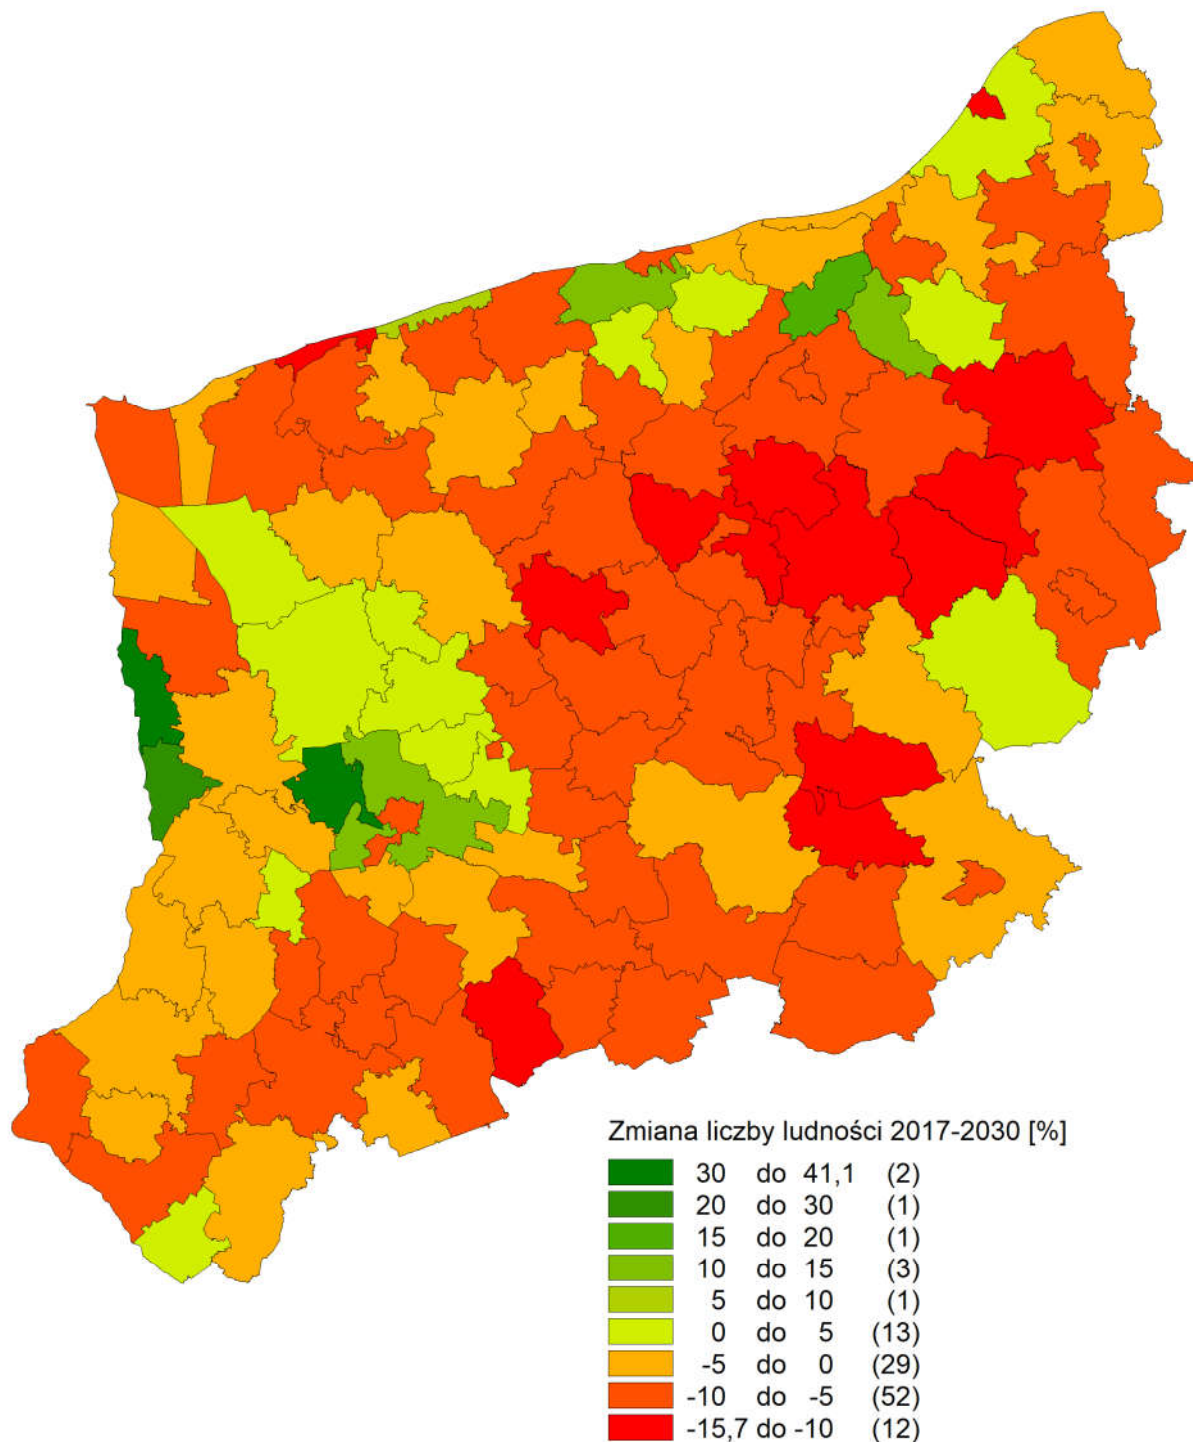 Zmiana liczby ludności 2017-2030 [%]
30 do 41,1 (2)
20 do 30 (1)
15 do 20 (1)
10 do 15 (3)
5 do 10 (1)
0 do 5 (13)
-5 do 0 (29)
-10 do -5 (52)
-15,7 do -10 (12)